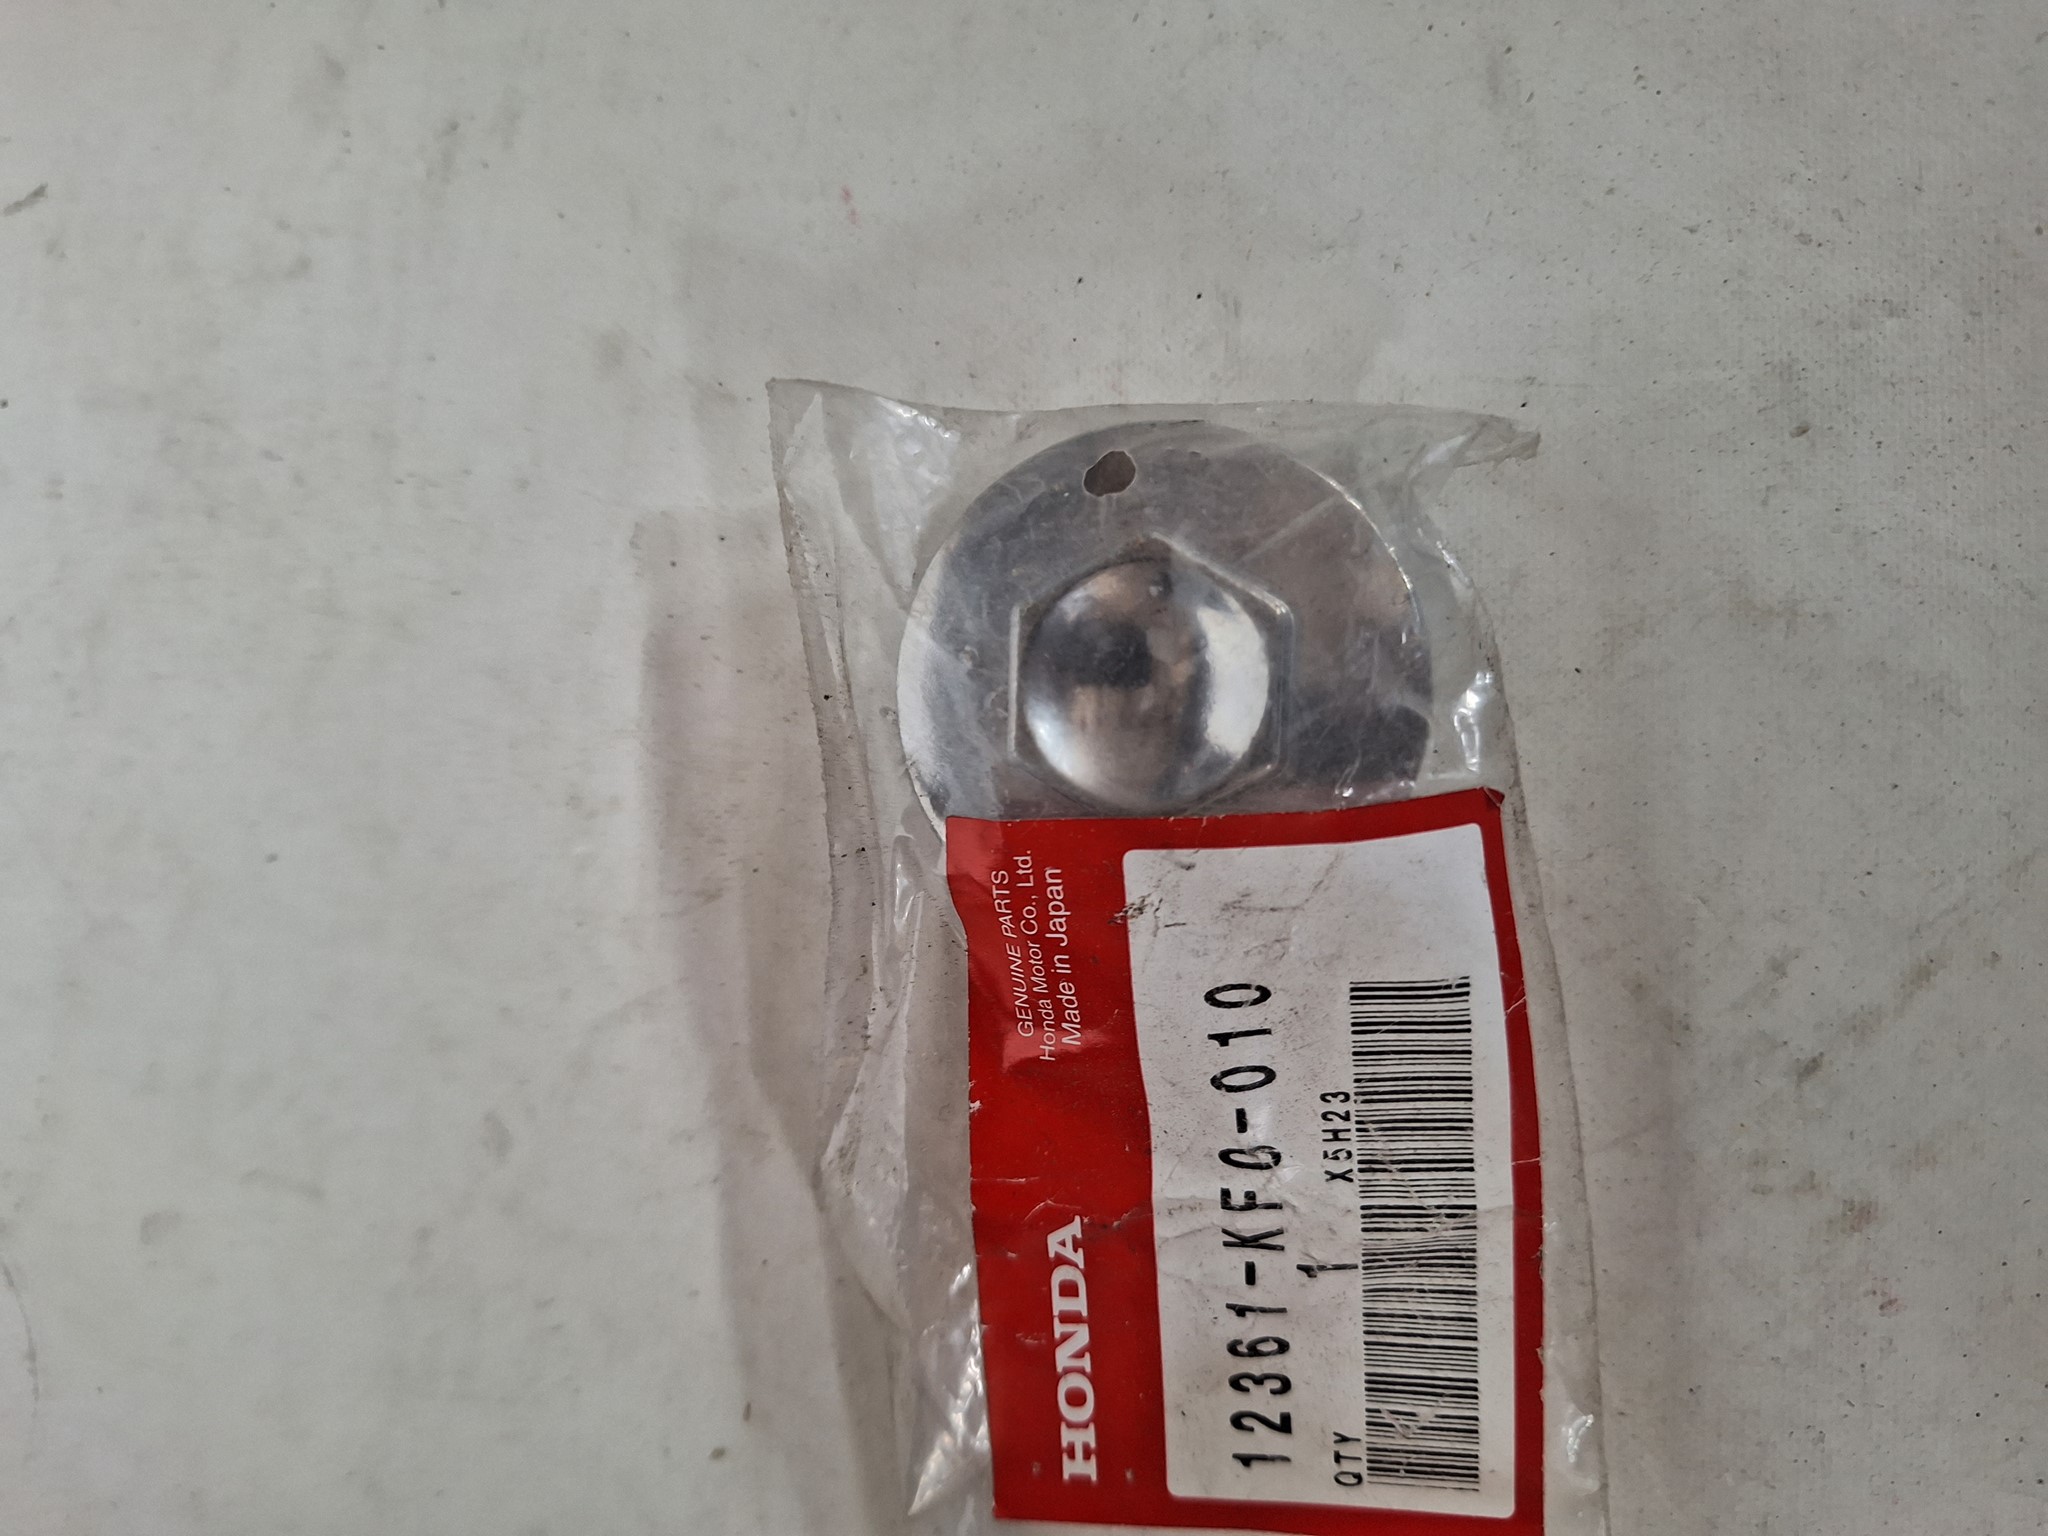 HONDA
GENUINE PARTS
Honda Motor Co., Ltd.
Made in Japan
12361-KF0-010
1
QTY
X5H23